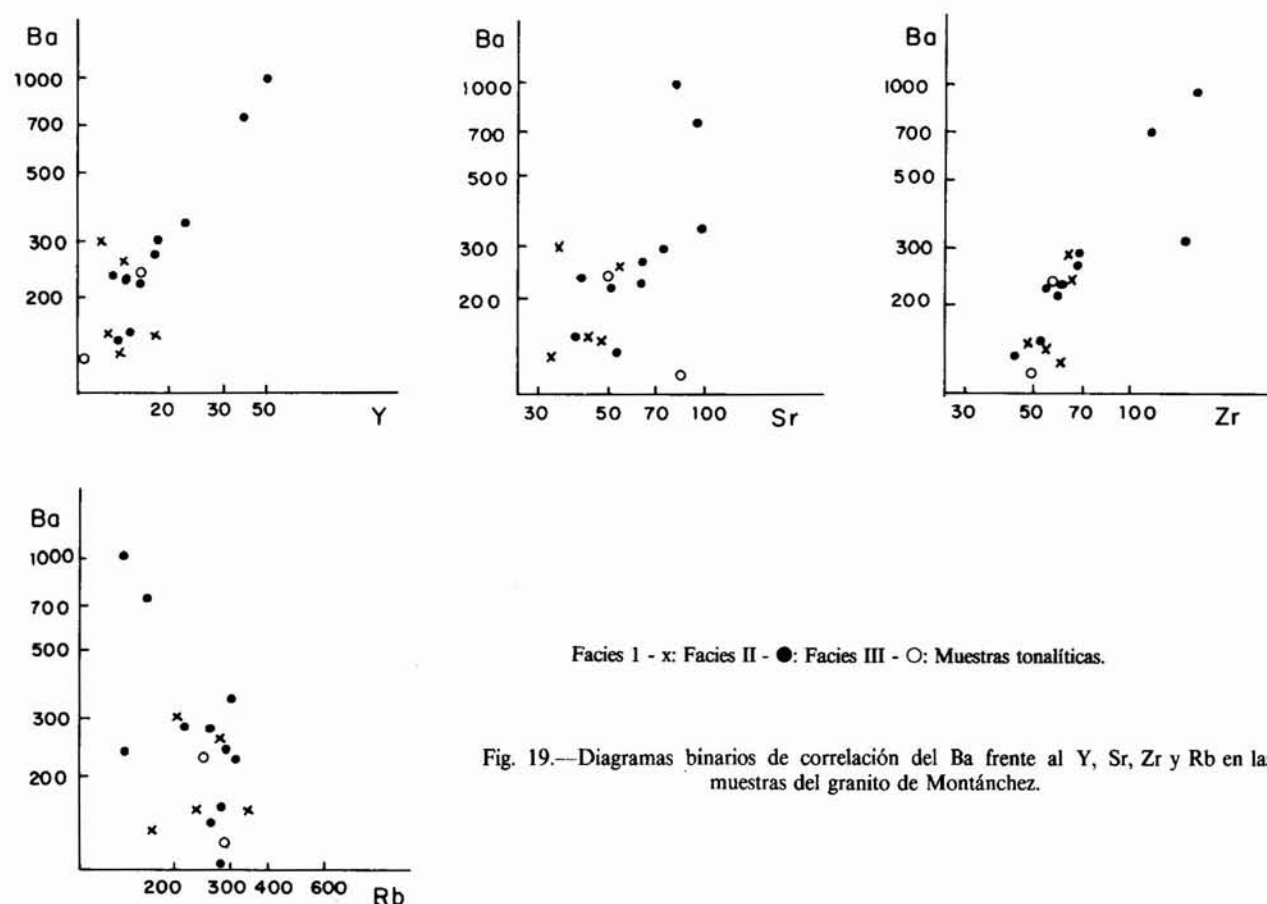 Ba
1000
700
500
300
200
20 30 50
Y
Ba
1000
700
500
300
200
30 50 70 100
Sr
Ba
1000
700
500
300
200
30 50 70 100
Zr
Ba
1000
700
500
300
200
200 300 400 600
Rb
Facies 1 - x: Facies II - ●: Facies III - ○: Muestras tonalíticas.
Fig. 19.—Diagramas binarios de correlación del Ba frente al Y, Sr, Zr y Rb en la
muestras del granito de Montánchez.